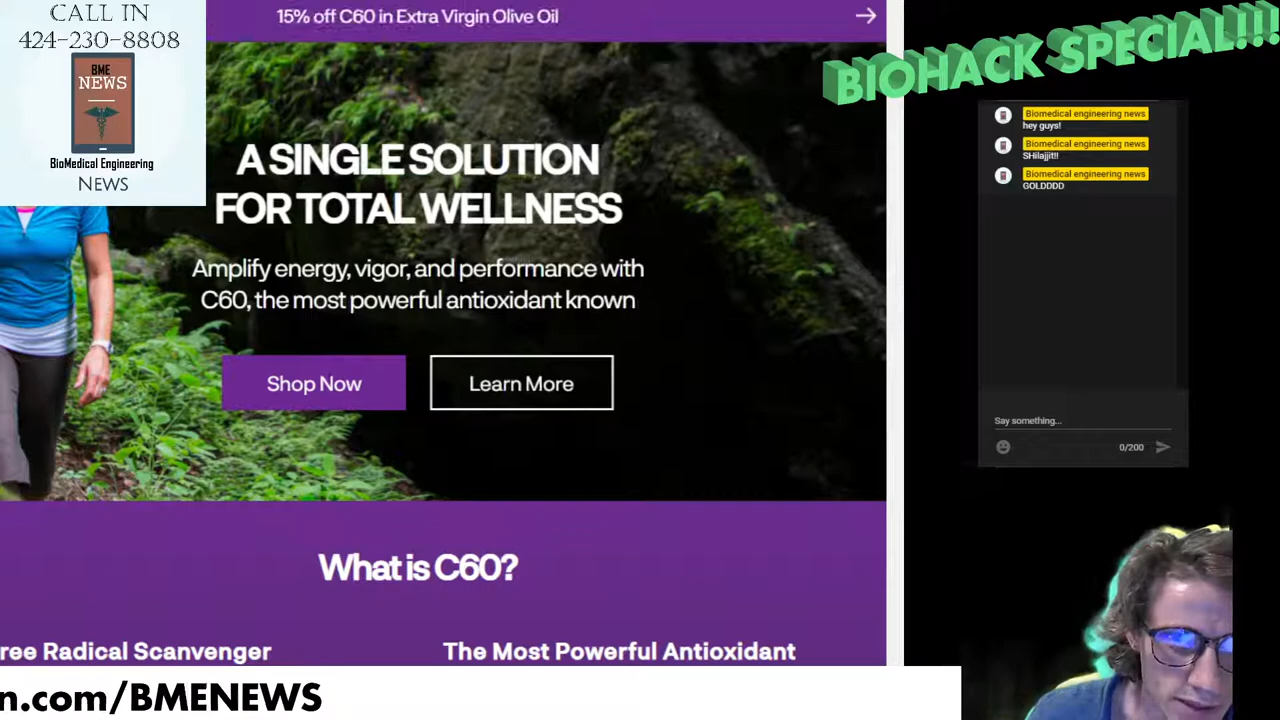 CALL IN
424-230-8808
BME
NEWS
BioMedical Engineering
NEWS
15% off C60 in Extra Virgin Olive Oil
BIOHACK SPECIAL!!!
A SINGLE SOLUTION
FOR TOTAL WELLNESS
Amplify energy, vigor, and performance with
C60, the most powerful antioxidant known
Shop Now
Learn More
What is C60?
ree Radical Scanvenger
The Most Powerful Antioxidant
n.com/BMENEWS
Biomedical engineering news
hey guys!
Biomedical engineering news
SHilajjit!!
Biomedical engineering news
GOLDDDD
Say something...
0/200